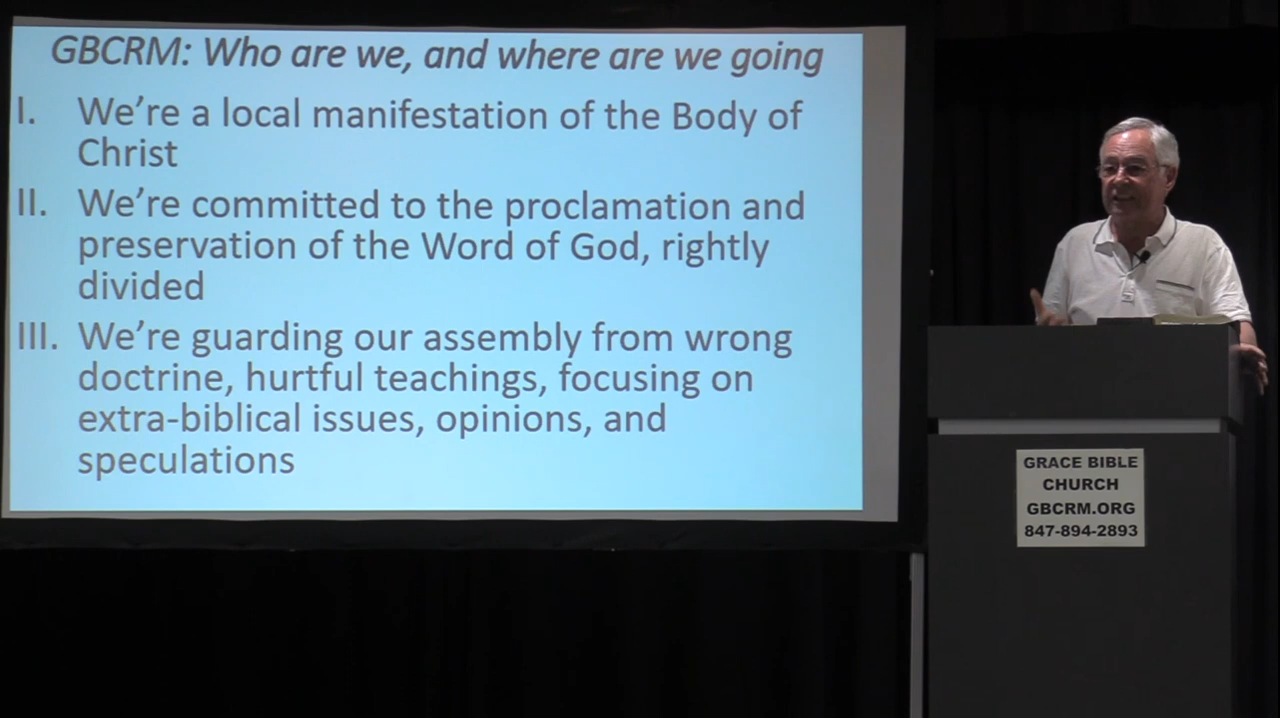 GBCRM: Who are we, and where are we going
I. We're a local manifestation of the Body of
Christ
II. We're committed to the proclamation and
preservation of the Word of God, rightly
divided
III. We're guarding our assembly from wrong
doctrine, hurtful teachings, focusing on
extra-biblical issues, opinions, and
speculations
GRACE BIBLE
CHURCH
GBCRM.ORG
847-894-2893